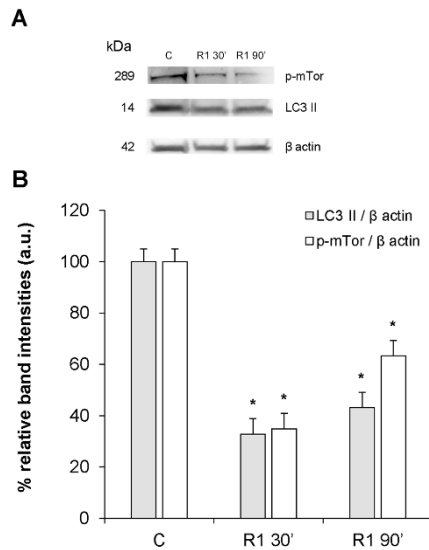 A
kDa
C R1 30' R1 90'
289 p-mTor
14 LC3 II
42 β actin
B
% relative band intensities (a.u.)
120
100
80
60
40
20
0
LC3 II / β actin
p-mTor / β actin
* * * *
C R1 30' R1 90'